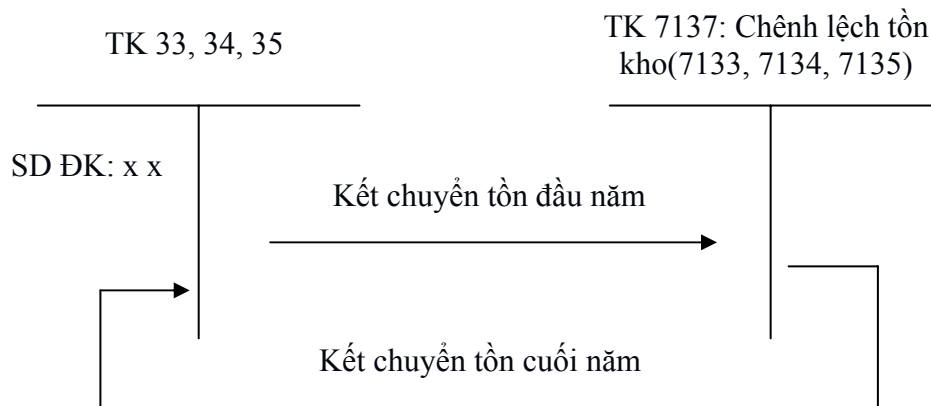 TK 33, 34, 35
TK 7137: Chênh lệch tồn
kho(7133, 7134, 7135)
SD ĐK: x x
Kết chuyển tồn đầu năm
Kết chuyển tồn cuối năm